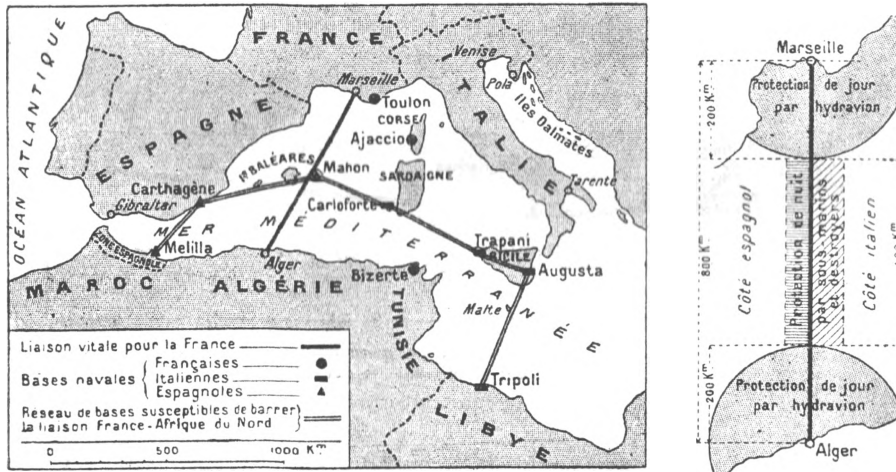 OCÉAN ATLANTIQUE
FRANCE
Venise
Marseille
Pola
Toulon
Iles Dalmates
CORSE
ITALIE
ESPAGNE
Ajaccio
Is BALÉARES
Mahon
SARDAIGNE
Tarente
Carthagène
Gibraltar
Carloforte
MER MÉDITERRANÉE
Trapani
SICILE
ZONE ESPAGNOLE
Melilla
Alger
Bizerte
Augusta
MAROC
ALGÉRIE
TUNISIE
Malte
Tripoli
LIBYE
Liaison vitale pour la France
Bases navales
Françaises
Italiennes
Espagnoles
Réseau de bases susceptibles de barrer
la liaison France-Afrique du Nord
0 500 1000 Km
Marseille
Protection de jour
par hydravion
200 Km
Côté espagnol
Protection de nuit
par sous-marins
et destroyers
Côté italien
800 Km
200 Km
Protection de jour
par hydravion
Alger